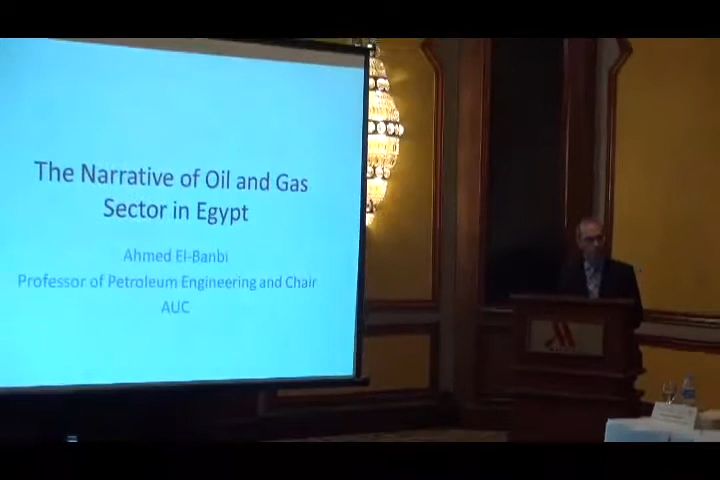 The Narrative of Oil and Gas
Sector in Egypt
Ahmed El-Banbi
Professor of Petroleum Engineering and Chair
AUC